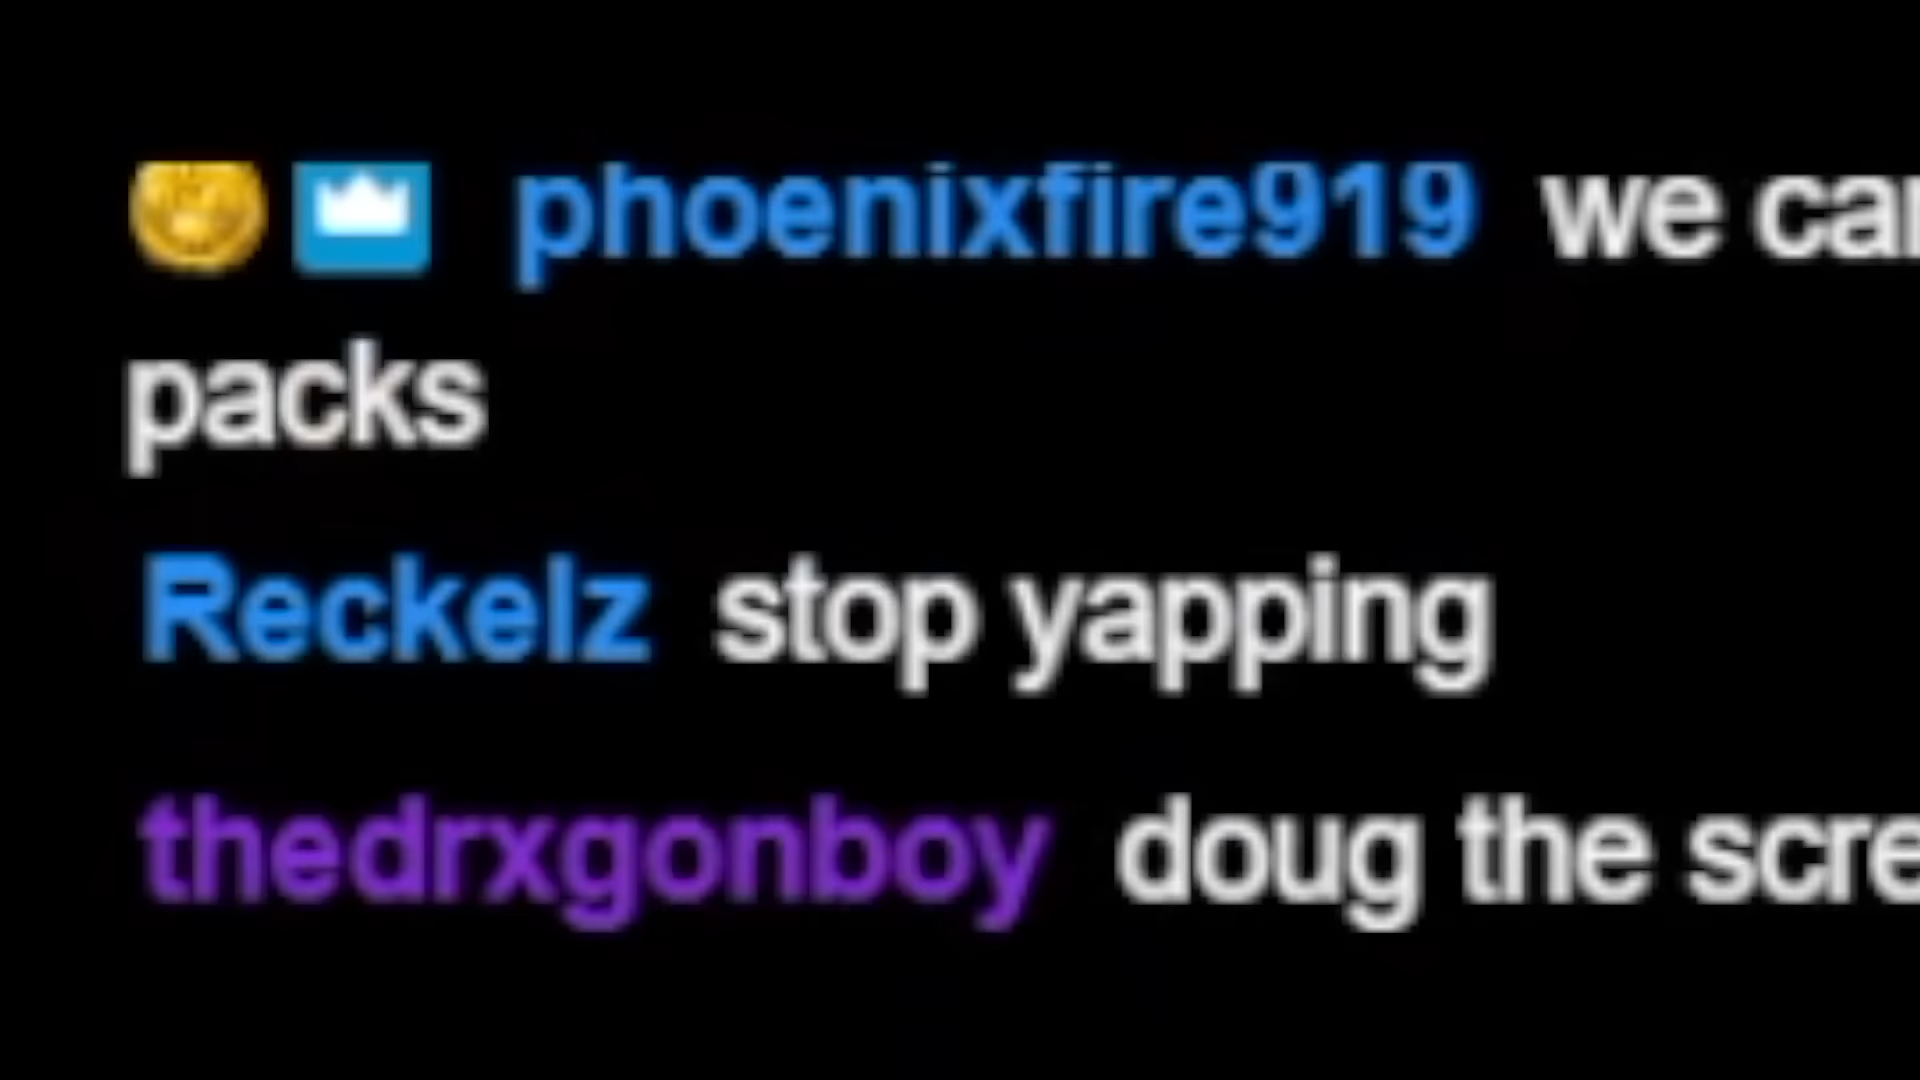 phoenixfire919 we
packs
Reckelz stop yapping
thedrxgonboy doug the